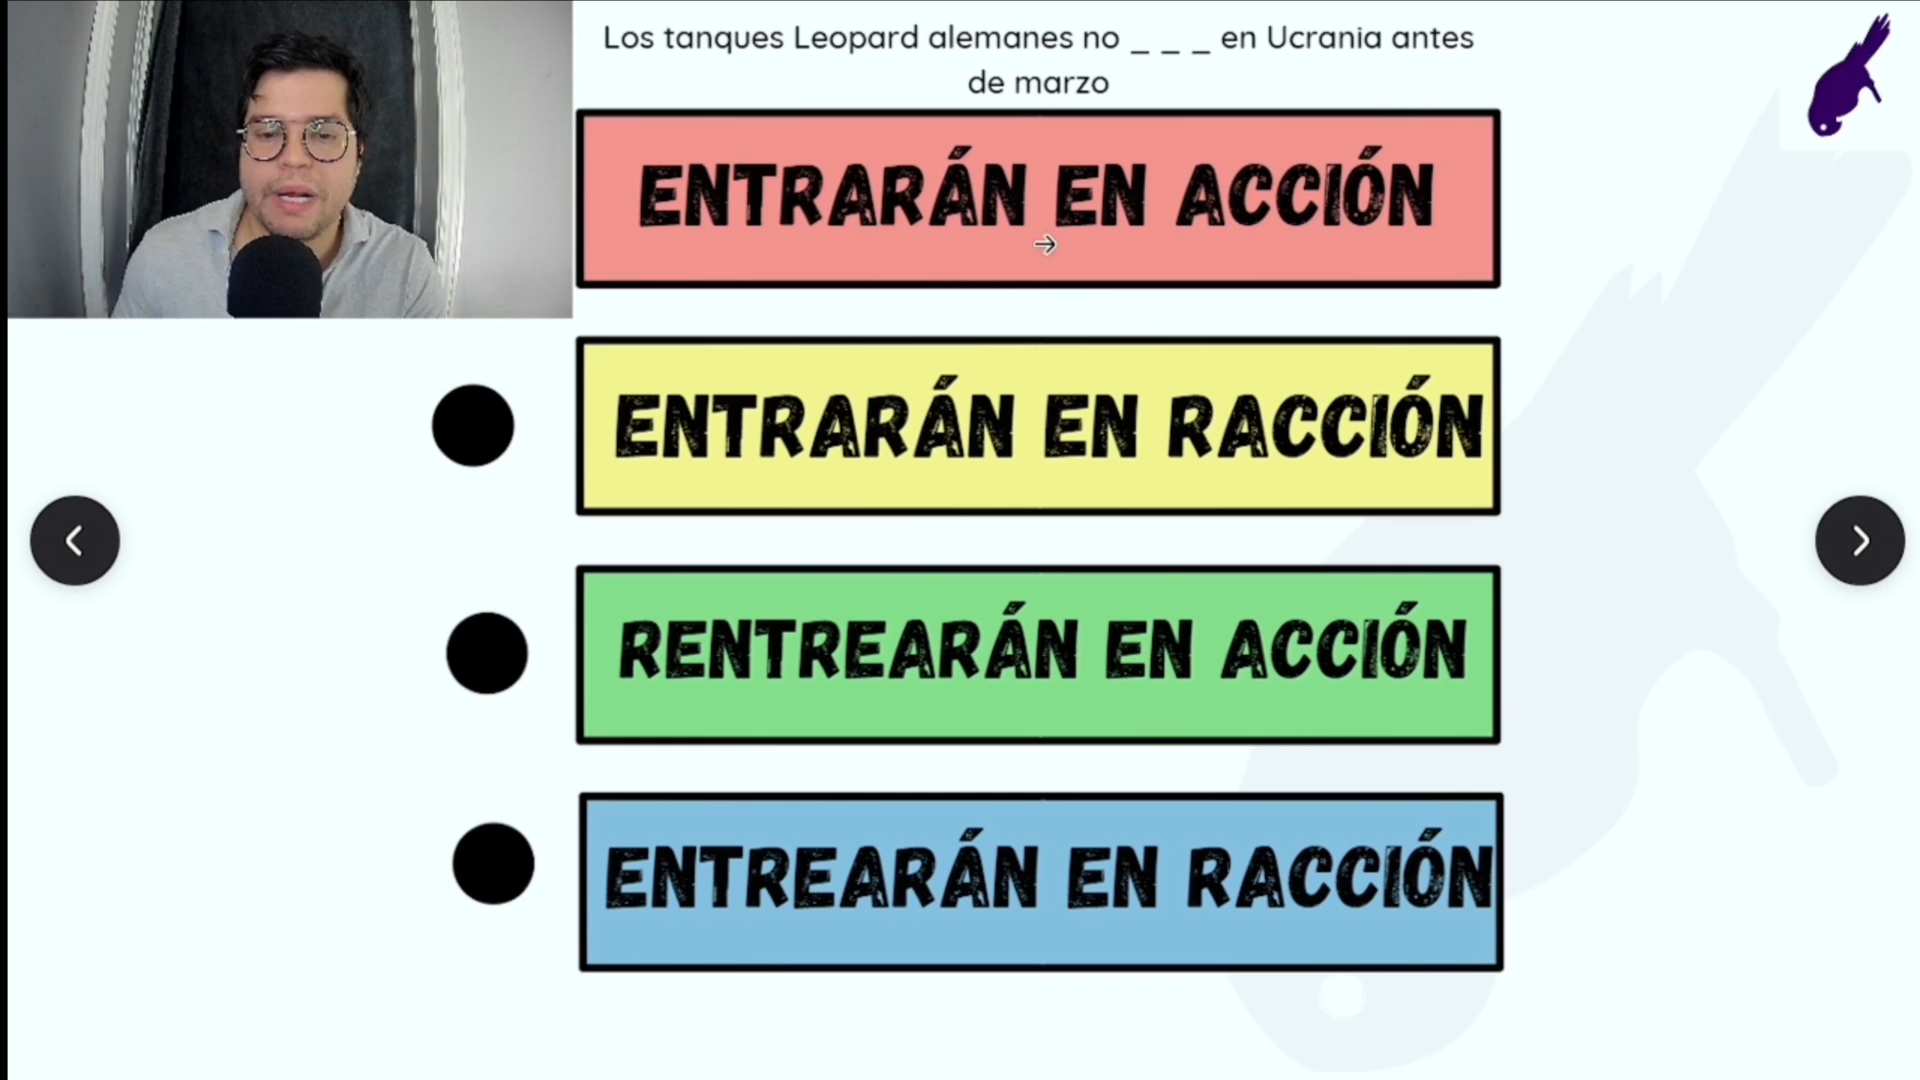 Los tanques Leopard alemanes no _ _ _ en Ucrania antes
de marzo
ENTRARÁN EN ACCIÓN
ENTRARÁN EN RACCIÓN
RENTREARÁN EN ACCIÓN
ENTREARÁN EN RACCIÓN